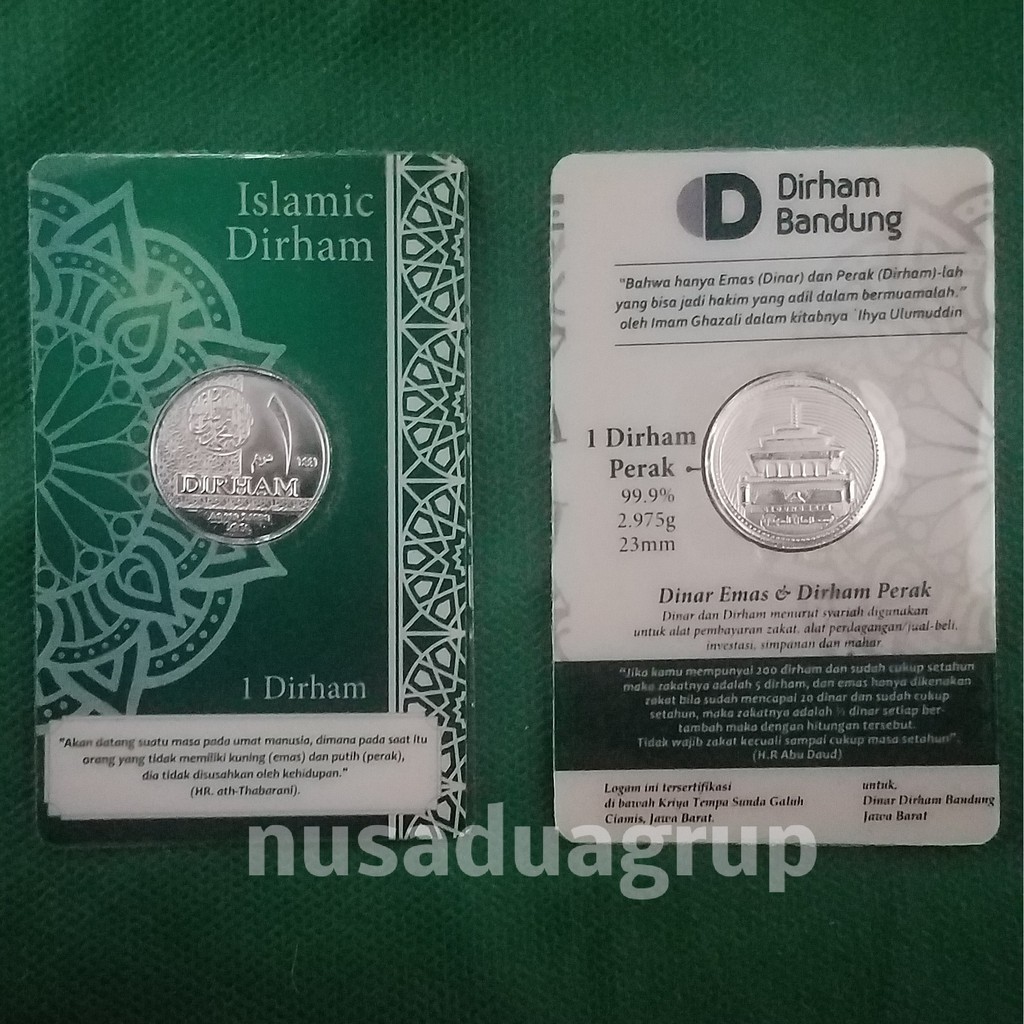 Islamic
Dirham
DIRHAM
1 Dirham
"Akan datang suatu masa pada umat manusia, dimana pada saat itu
orang yang tidak memiliki kuning (emas) dan putih (perak),
dia tidak disusahkan oleh kehidupan."
(HR. ath-Thabarani).
D
Dirham
Bandung
"Bahwa hanya Emas (Dinar) dan Perak (Dirham)-lah
yang bisa jadi hakim yang adil dalam bermuamalah."
oleh Imam Ghazali dalam kitabnya `Ihya Ulumuddin
1 Dirham
Perak
99.9%
2.975g
23mm
Dinar Emas & Dirham Perak
Dinar dan Dirham menurut syariah digunakan
untuk alat pembayaran zakat, alat perdagangan/jual-beli,
investasi, simpanan dan mahar.
"Jika kamu mempunyai 200 dirham dan sudah cukup setahun
maka zakatnya adalah 5 dirham, dan emas hanya dikenakan
zakat bila sudah mencapai 20 dinar dan sudah cukup
setahun, maka zakatnya adalah ½ dinar setiap ber-
tambah maka dengan hitungan tersebut.
Tidak wajib zakat kecuali sampai cukup masa setahun".
(H.R Abu Daud)
Logam ini tersertifikasi
di bawah Kriya Tempa Sunda Galuh
Ciamis, Jawa Barat.
untuk,
Dinar Dirham Bandung
Jawa Barat
nusaduagrup